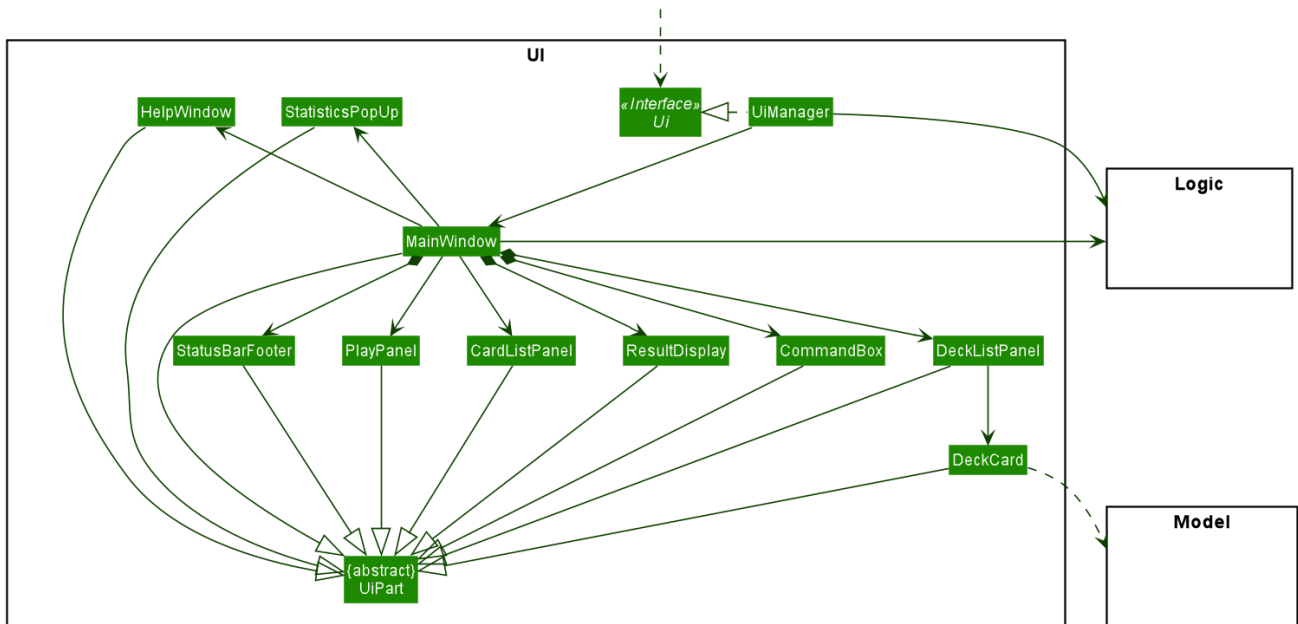 UI
HelpWindow
StatisticsPopUp
«Interface»
Ui
UiManager
Logic
MainWindow
StatusBarFooter
PlayPanel
CardListPanel
ResultDisplay
CommandBox
DeckListPanel
DeckCard
Model
{abstract}
UiPart